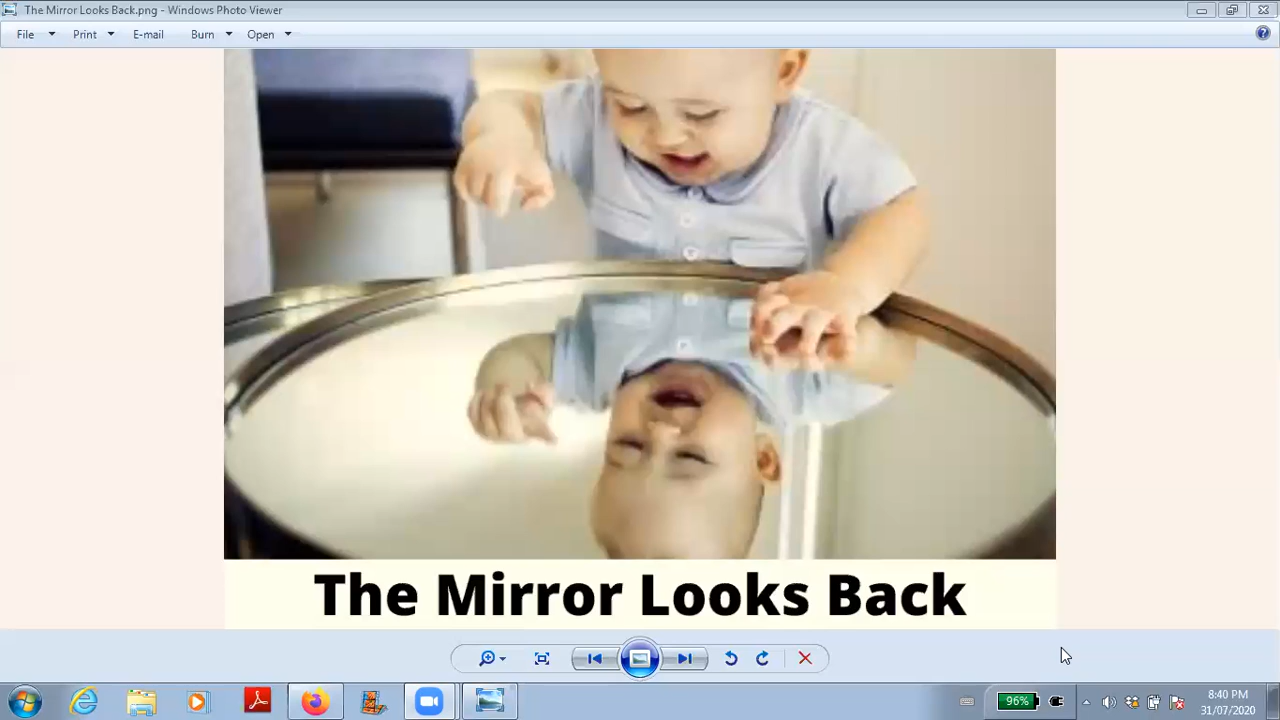 The Mirror Looks Back.png - Windows Photo Viewer
File Print E-mail Burn Open
The Mirror Looks Back
96%
8:40 PM
31/07/2020